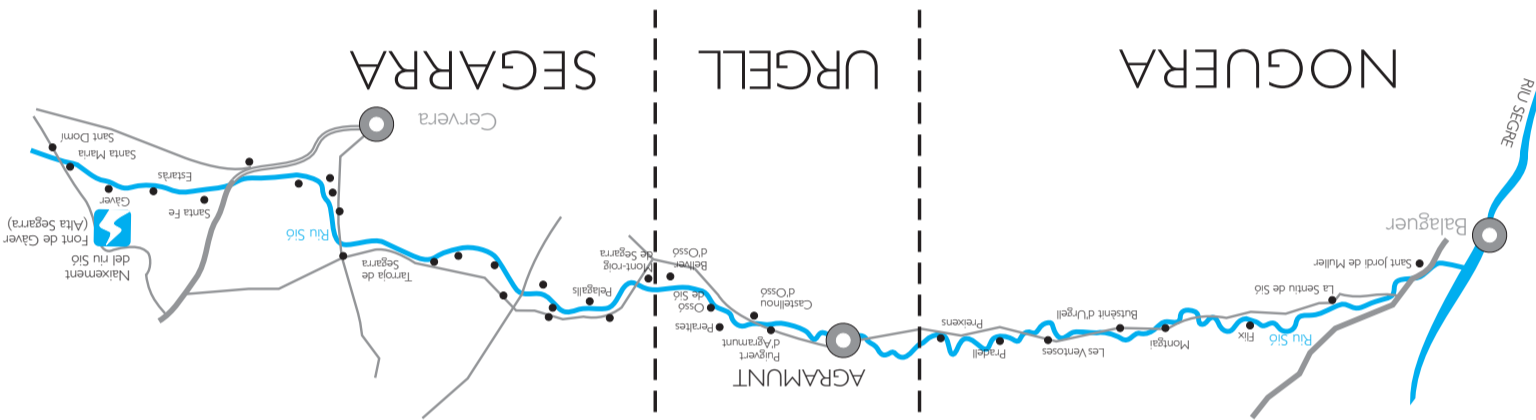 RIU SEGRE
Balaguer
Sant Jordi de Muller
La Sentiu de Sió
Riu Sió
Flix
Montgai
Butsènit d'Urgell
Les Ventoses
Pradell
Preixens
NOGUERA
AGRAMUNT
Puigvert
d'Agramunt
Castellnou
d'Ossó
Peraltes
Ossó
de Sió
Bellver
d'Ossó
URGELL
Mont-roig
de Segarra
Pelagalls
Tarroja de
Segarra
Riu Sió
Cervera
Santa Fe
Estaràs
Gàver
Santa Maria
Sant Domí
Naixement
del riu Sió
Font de Gàver
(Alta Segarra)
SEGARRA